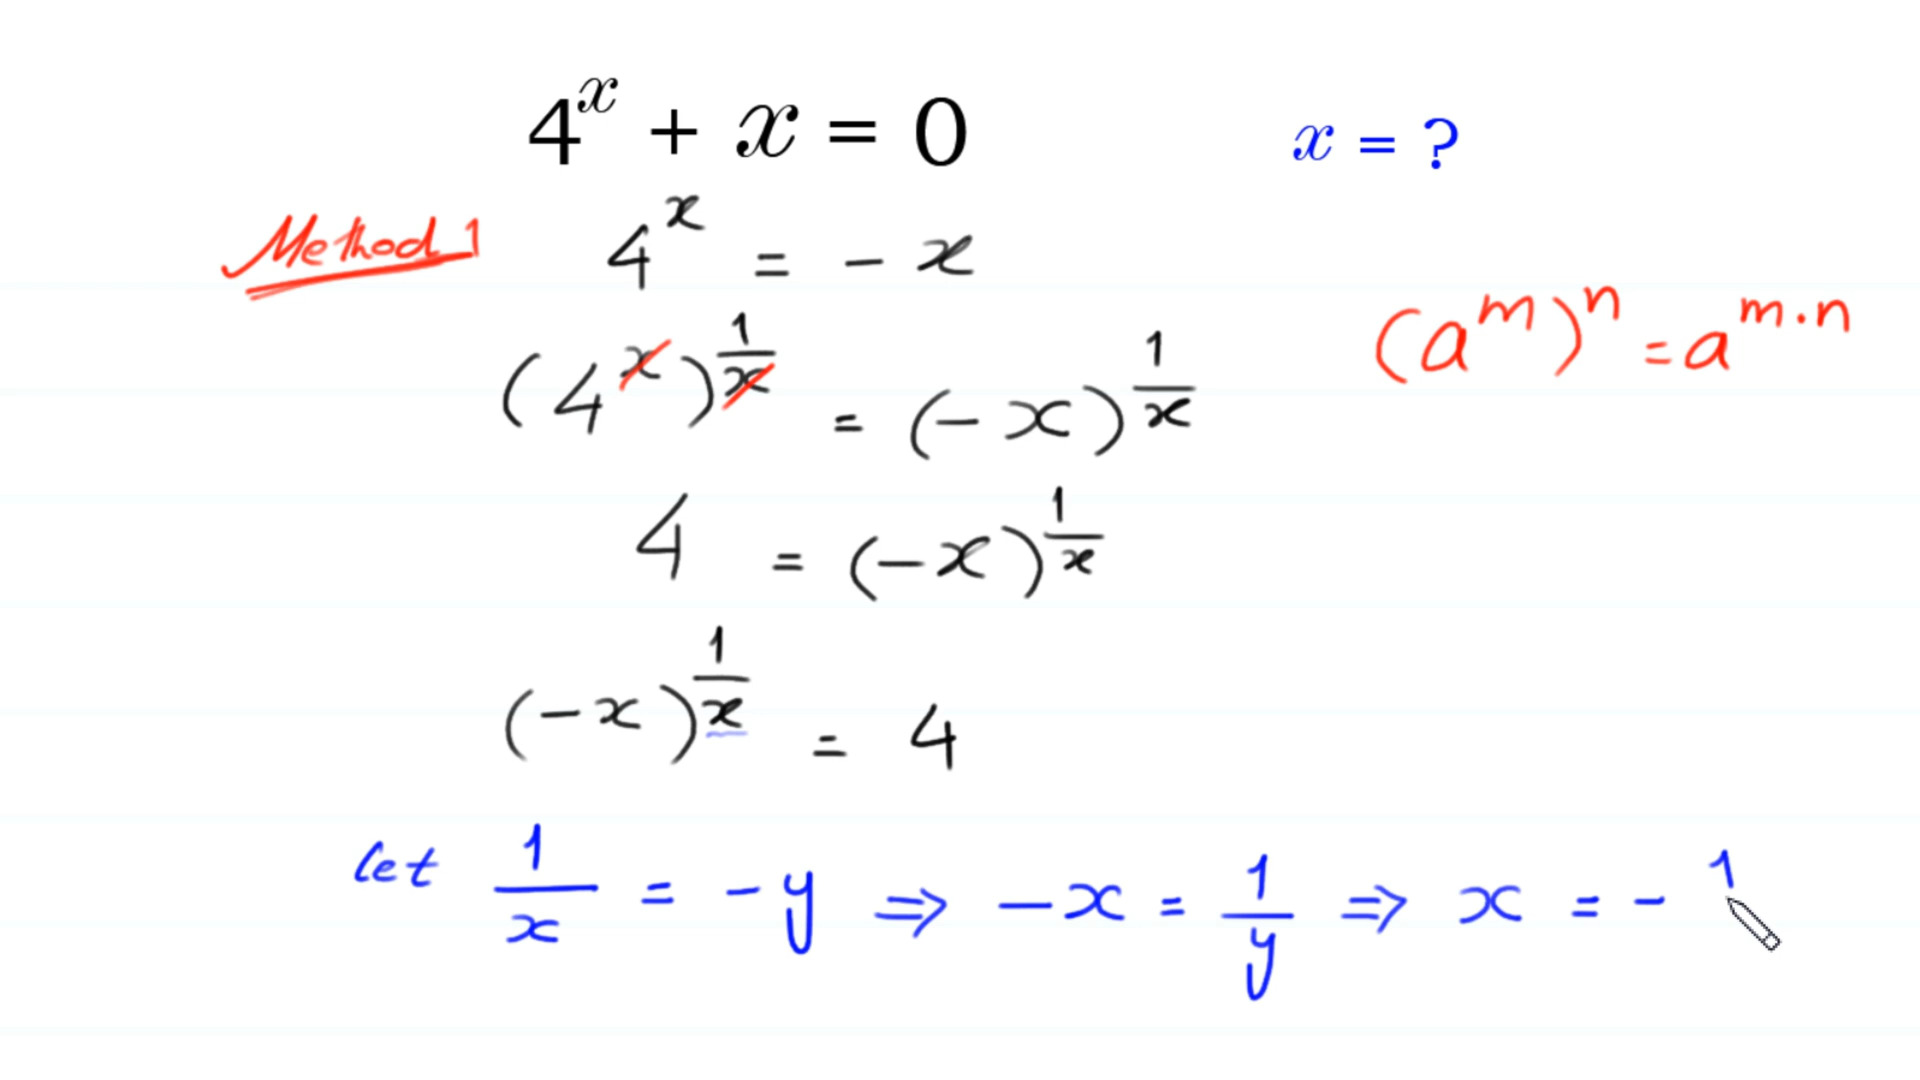 4^x + x = 0    x = ?
Method 1    4^x = - x
(a^m)^n = a^{m·n}
(4^x)^{1/x} = (- x)^{1/x}
4 = (- x)^{1/x}
(- x)^{1/x} = 4
let 1/x = - y ⇒ - x = 1/y ⇒ x = - 1